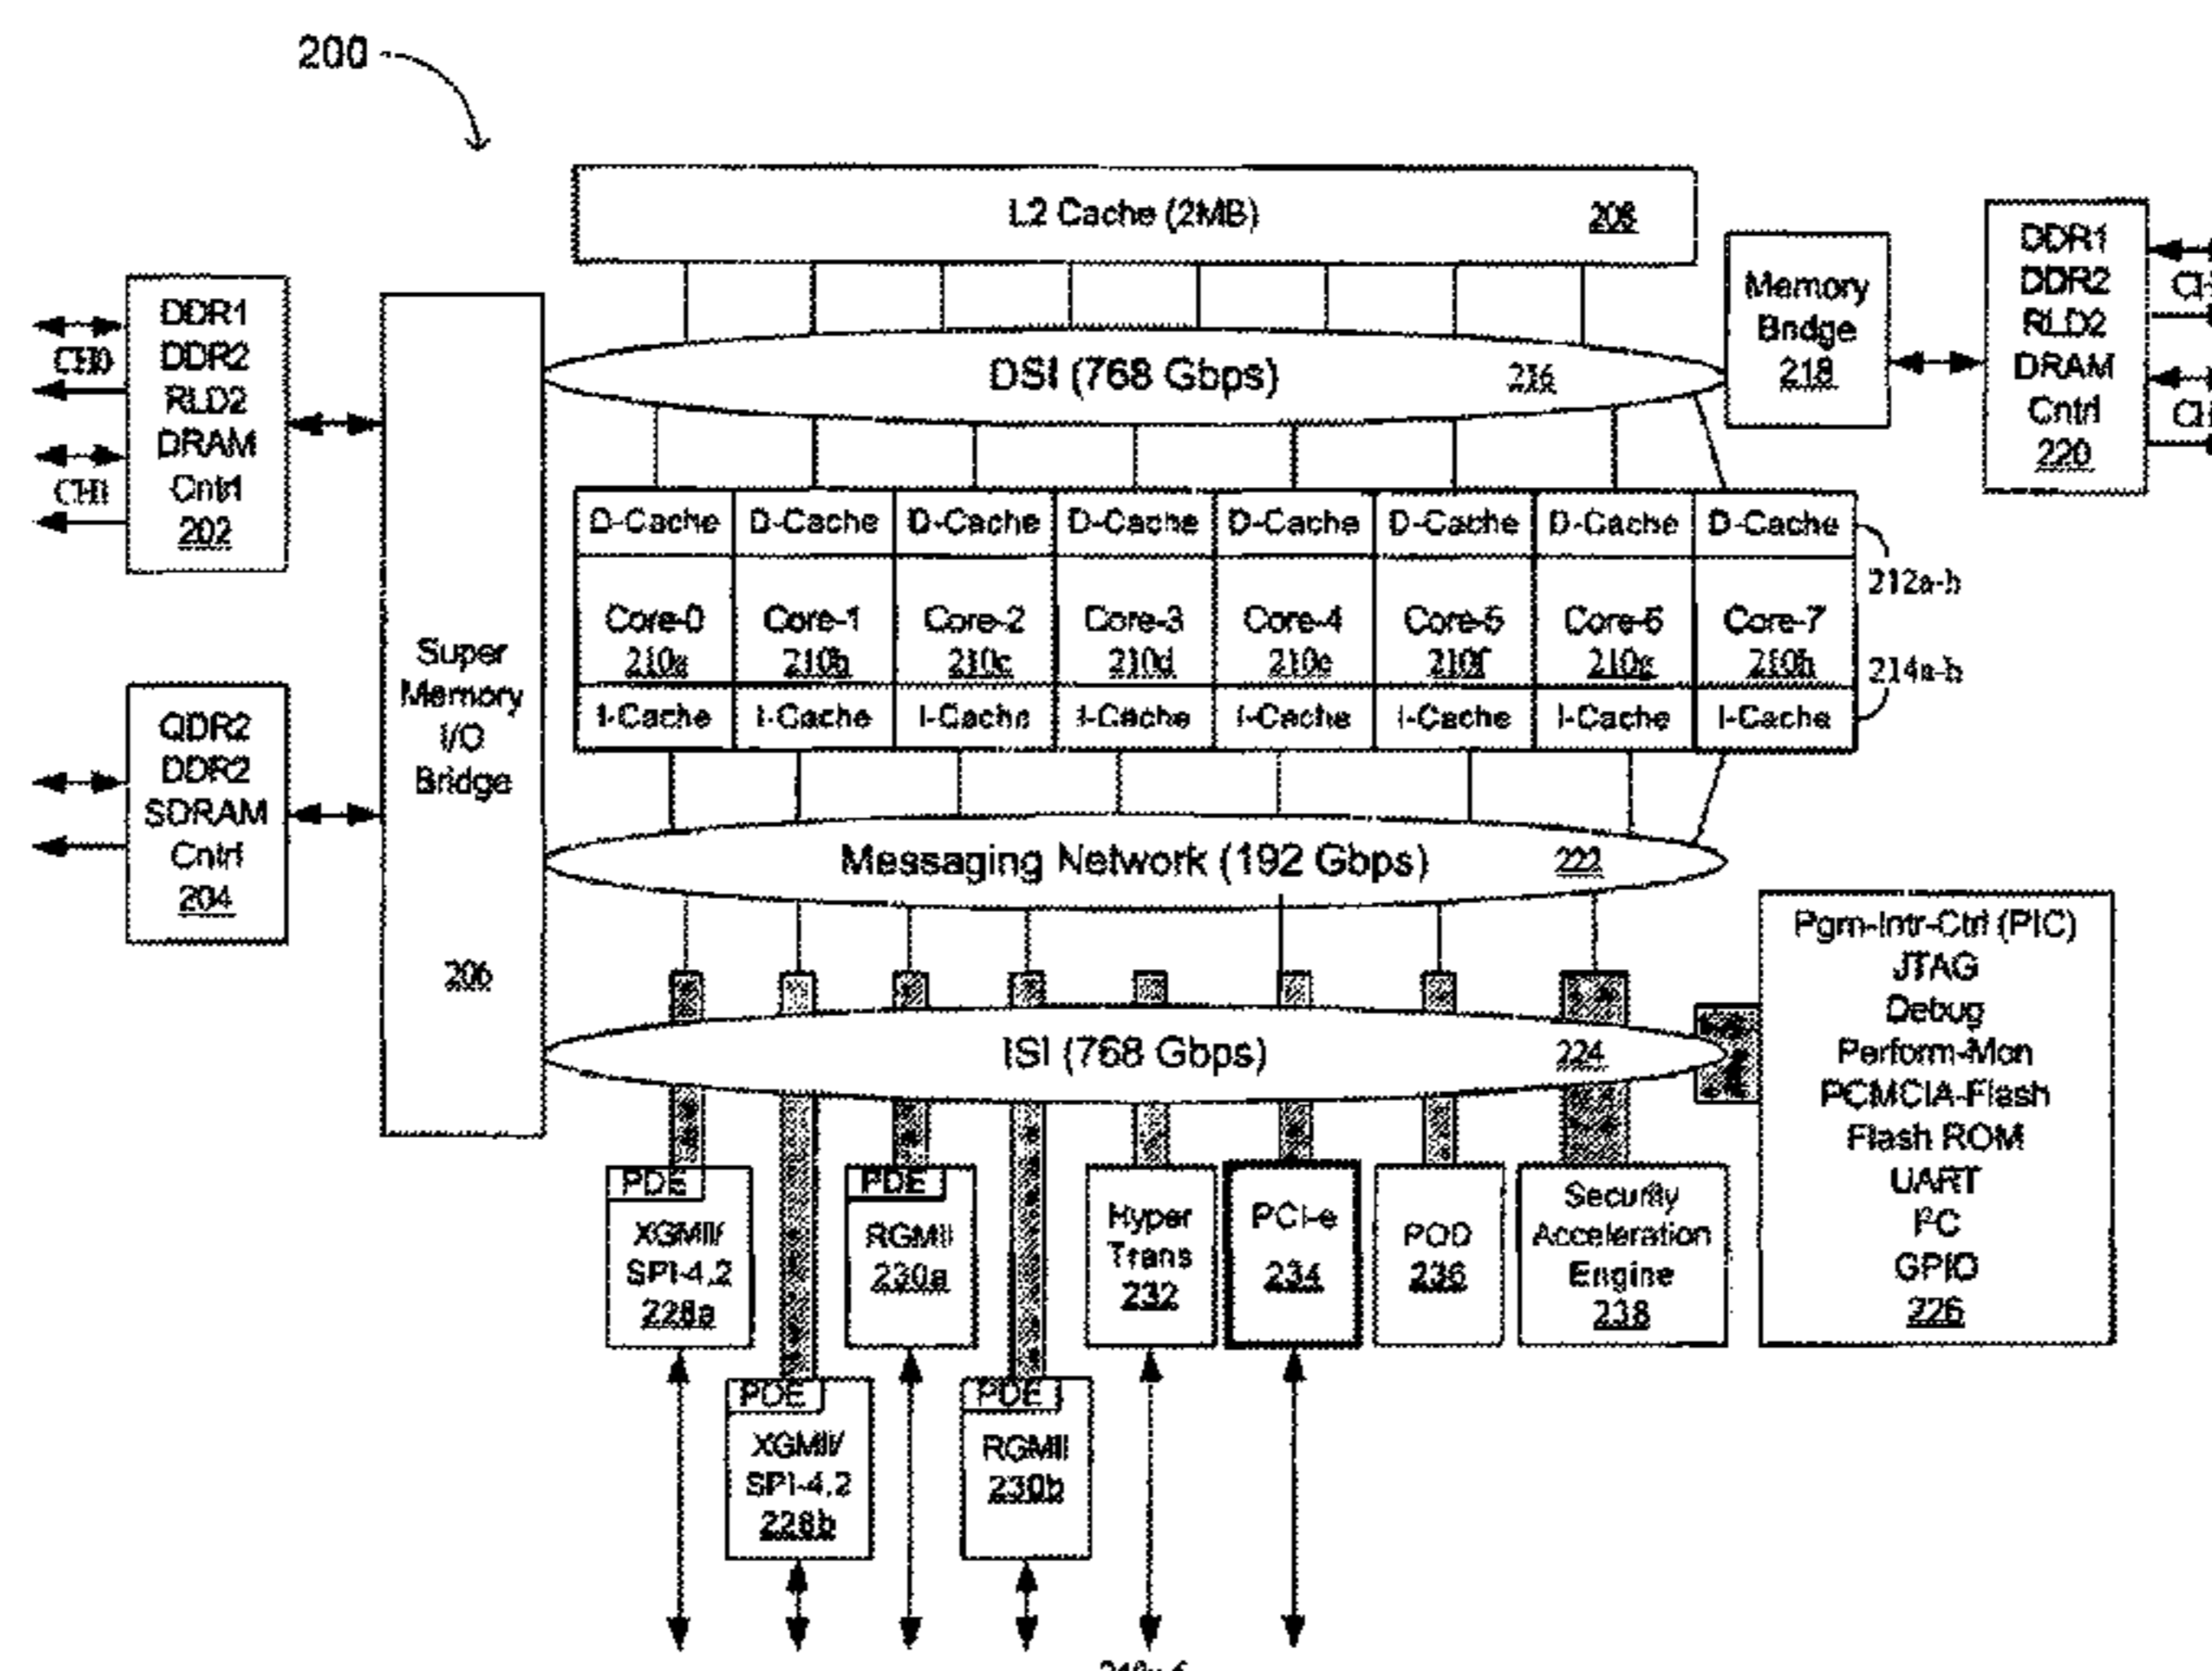 200
L2 Cache (2MB) 208
DDR1
DDR2
RLD2
DRAM
Cntrl
202
CH0
CH1
QDR2
DDR2
SDRAM
Cntrl
204
Super
Memory
I/O
Bridge
206
DSI (768 Gbps) 216
Memory
Bridge
218
DDR1
DDR2
RLD2
DRAM
Cntrl
220
D-Cache D-Cache D-Cache D-Cache D-Cache D-Cache D-Cache D-Cache
212a-h
Core-0 Core-1 Core-2 Core-3 Core-4 Core-5 Core-6 Core-7
210a 210b 210c 210d 210e 210f 210g 210h
214a-h
I-Cache I-Cache I-Cache I-Cache I-Cache I-Cache I-Cache I-Cache
Messaging Network (192 Gbps) 222
ISI (768 Gbps) 224
Pgm-Intr-Ctrl (PIC)
JTAG
Debug
Perform-Mon
PCMCIA-Flash
Flash ROM
UART
I²C
GPIO
226
PDE
XGMII/
SPI-4.2
228a
PDE
RGMII
230a
Hyper
Trans
232
PCI-e
234
POD
236
Security
Acceleration
Engine
238
PDE
XGMII/
SPI-4.2
228b
PDE
RGMII
230b